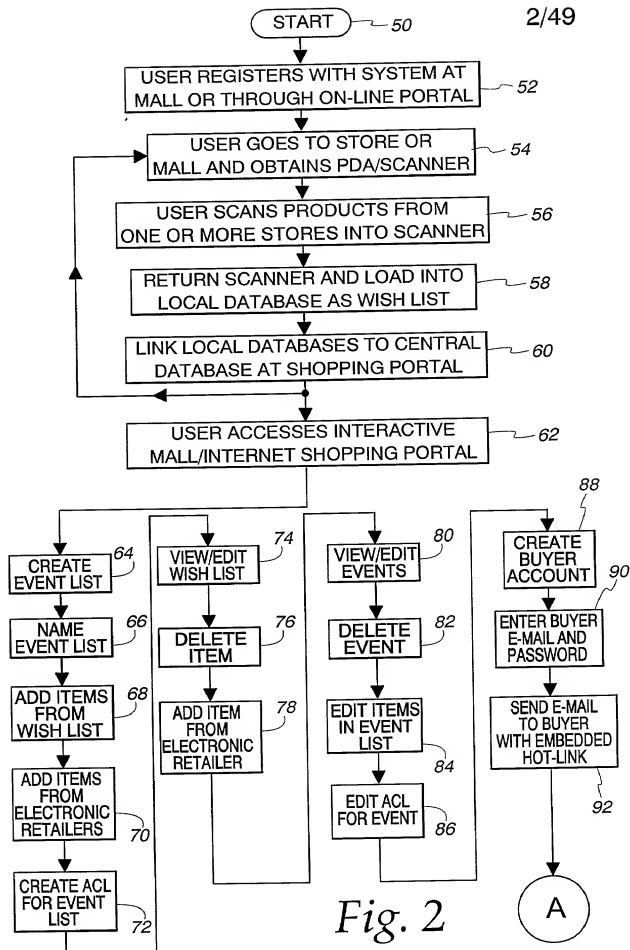 2/49
START
50
USER REGISTERS WITH SYSTEM AT
MALL OR THROUGH ON-LINE PORTAL
52
USER GOES TO STORE OR
MALL AND OBTAINS PDA/SCANNER
54
USER SCANS PRODUCTS FROM
ONE OR MORE STORES INTO SCANNER
56
RETURN SCANNER AND LOAD INTO
LOCAL DATABASE AS WISH LIST
58
LINK LOCAL DATABASES TO CENTRAL
DATABASE AT SHOPPING PORTAL
60
USER ACCESSES INTERACTIVE
MALL/INTERNET SHOPPING PORTAL
62
CREATE
EVENT LIST
64
NAME
EVENT LIST
66
ADD ITEMS
FROM
WISH LIST
68
ADD ITEMS
FROM
ELECTRONIC
RETAILERS
70
CREATE ACL
FOR EVENT
LIST
72
VIEW/EDIT
WISH LIST
74
DELETE
ITEM
76
ADD ITEM
FROM
ELECTRONIC
RETAILER
78
VIEW/EDIT
EVENTS
80
DELETE
EVENT
82
EDIT ITEMS
IN EVENT
LIST
84
EDIT ACL
FOR EVENT
86
CREATE
BUYER
ACCOUNT
88
ENTER BUYER
E-MAIL AND
PASSWORD
90
SEND E-MAIL
TO BUYER
WITH EMBEDDED
HOT-LINK
92
A
Fig. 2